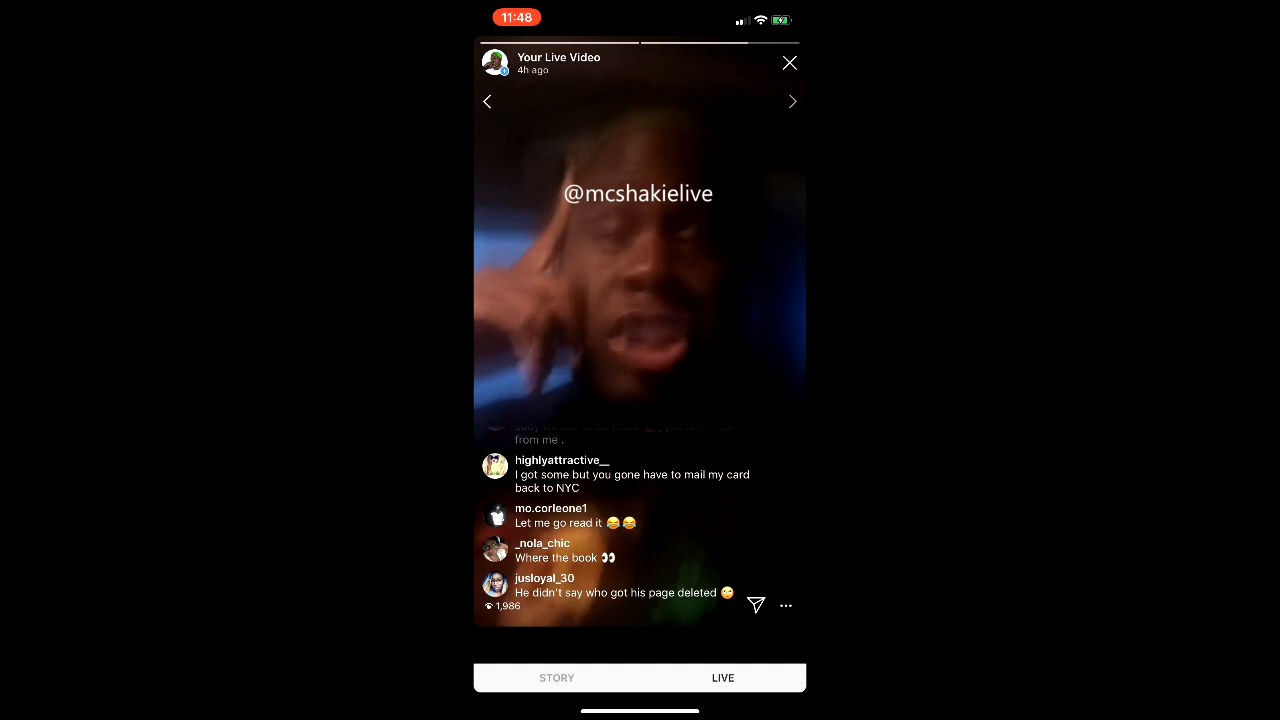 11:48
Your Live Video
4h ago
@mcshakielive
from me .
highlyattractive__
I got some but you gone have to mail my card
back to NYC
mo.corleone1
Let me go read it 😂😂
_nola_chic
Where the book 👀
jusloyal_30
He didn't say who got his page deleted 🙄
1,986
STORY
LIVE